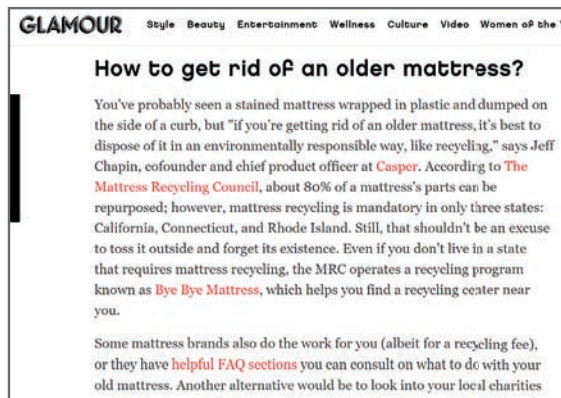 GLAMOUR Style Beauty Entertainment Wellness Culture Video Women of the
How to get rid of an older mattress?
You've probably seen a stained mattress wrapped in plastic and dumped on
the side of a curb, but "if you're getting rid of an older mattress, it's best to
dispose of it in an environmentally responsible way, like recycling," says Jeff
Chapin, cofounder and chief product officer at Casper. According to The
Mattress Recycling Council, about 80% of a mattress's parts can be
repurposed; however, mattress recycling is mandatory in only three states:
California, Connecticut, and Rhode Island. Still, that shouldn't be an excuse
to toss it outside and forget its existence. Even if you don't live in a state
that requires mattress recycling, the MRC operates a recycling program
known as Bye Bye Mattress, which helps you find a recycling center near
you.
Some mattress brands also do the work for you (albeit for a recycling fee),
or they have helpful FAQ sections you can consult on what to do with your
old mattress. Another alternative would be to look into your local charities